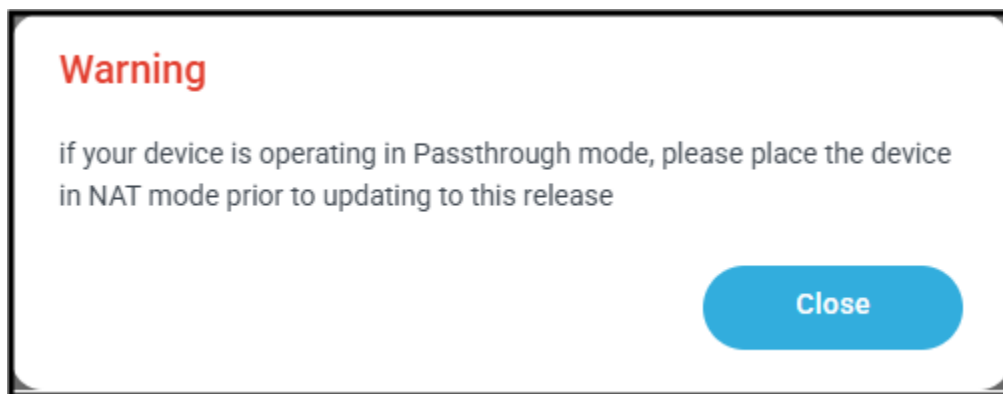 Warning
if your device is operating in Passthrough mode, please place the device
in NAT mode prior to updating to this release
Close